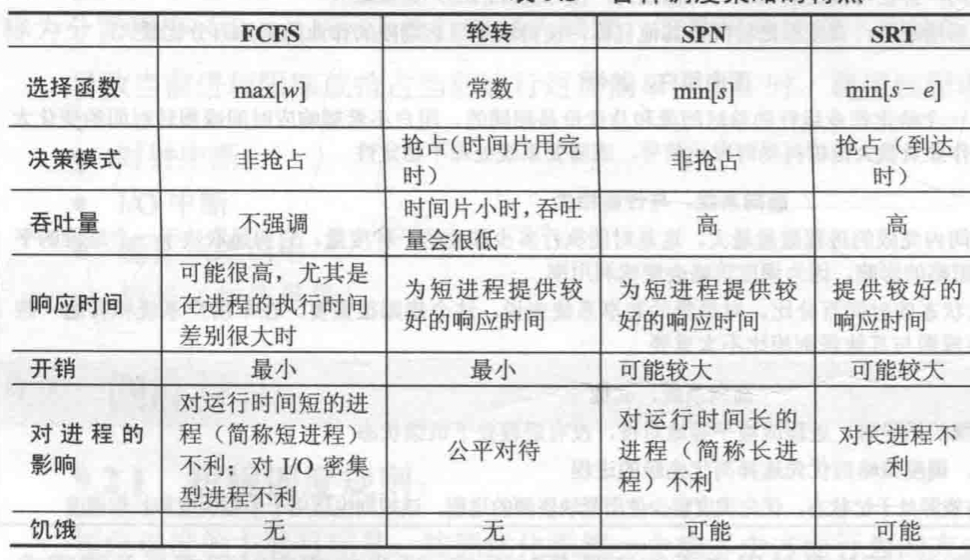 FCFS 轮转 SPN SRT
选择函数 max[w] 常数 min[s] min[s – e]
决策模式 非抢占 抢占(时间片用完时) 非抢占 抢占(到达时)
吞吐量 不强调 时间片小时,吞吐量会很低 高 高
响应时间 可能很高,尤其是在进程的执行时间差别很大时 为短进程提供较好的响应时间 为短进程提供较好的响应时间 提供较好的响应时间
开销 最小 最小 可能较大 可能较大
对进程的影响 对运行时间短的进程(简称短进程)不利;对 I/O 密集型进程不利 公平对待 对运行时间长的进程(简称长进程)不利 对长进程不利
饥饿 无 无 可能 可能